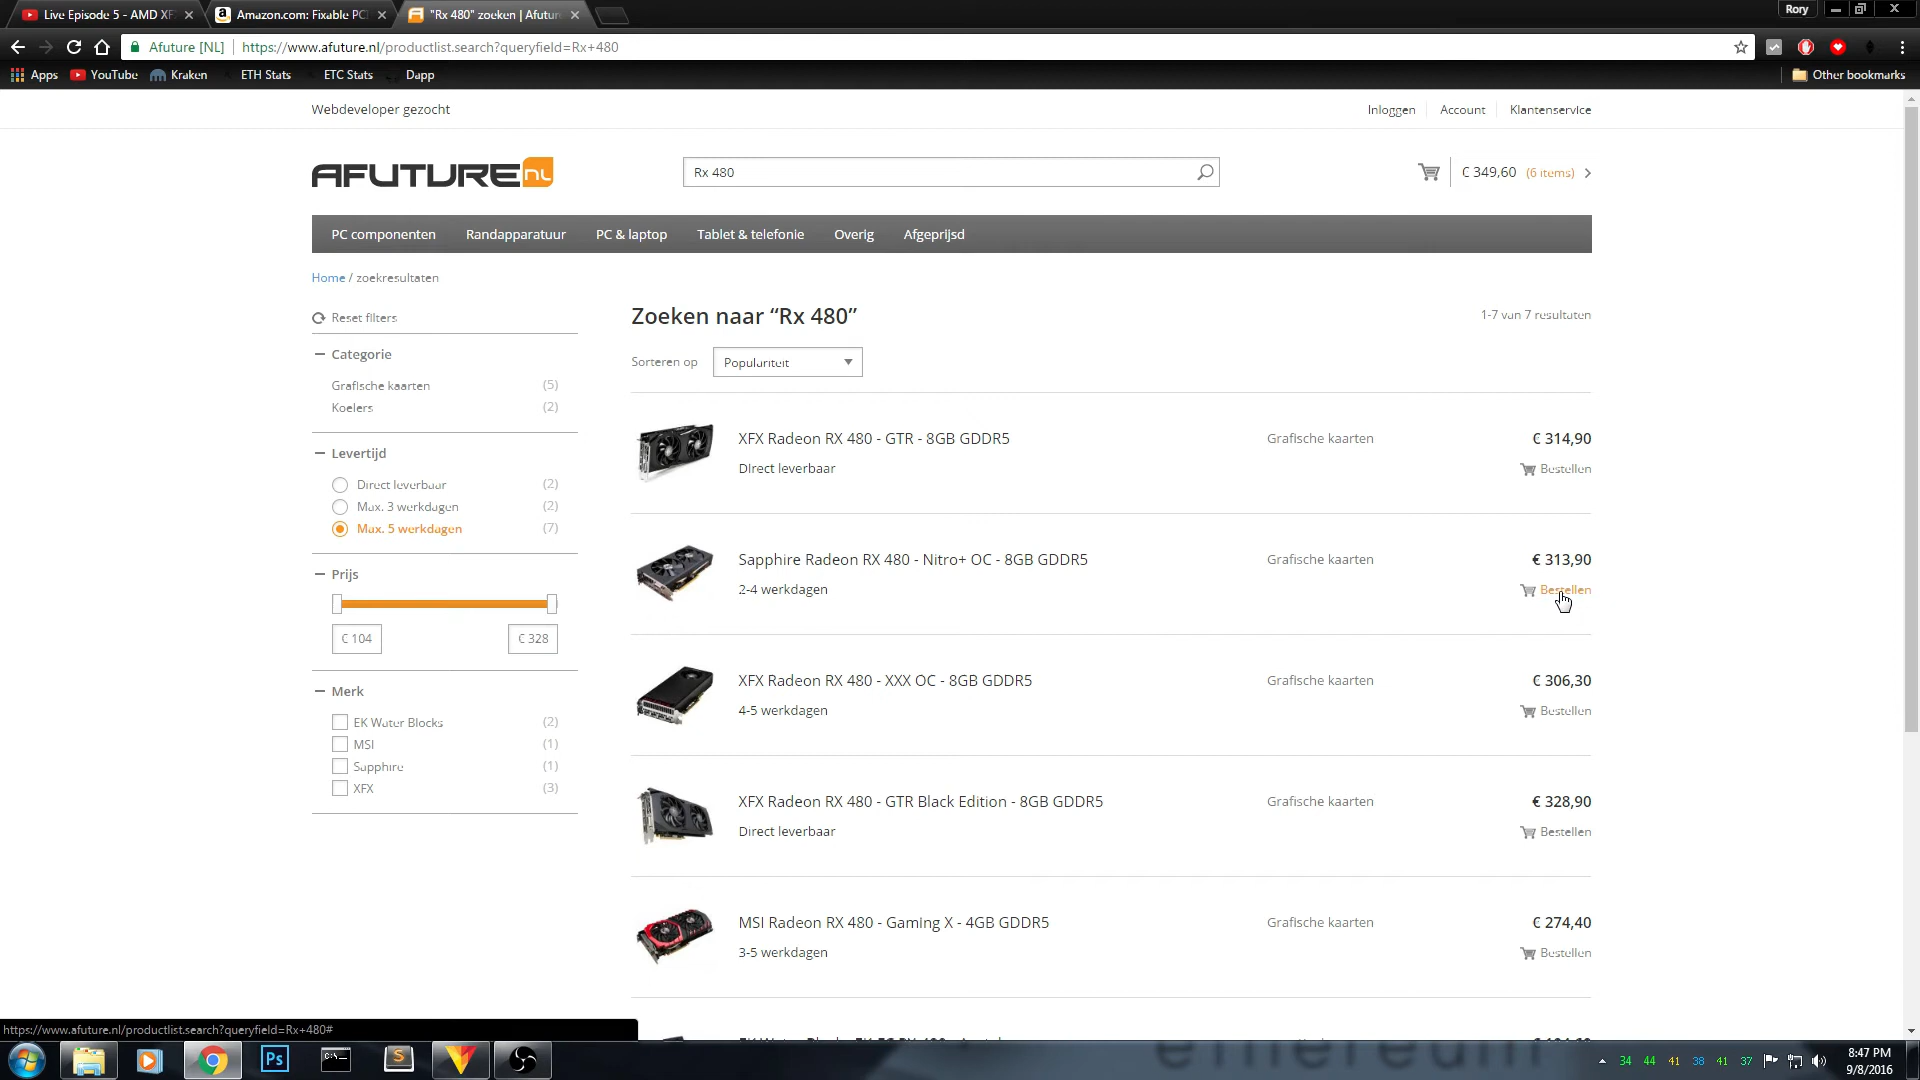 Live Episode 5 - AMD XF
Amazon.com: Fixable PC
"Rx 480" zoeken | Afuture
Rory
Afuture [NL]
https://www.afuture.nl/productlist.search?queryfield=Rx+480
Apps
YouTube
Kraken
ETH Stats
ETC Stats
Dapp
Other bookmarks
Webdeveloper gezocht
Inloggen
Account
Klantenservice
AFUTURE nl
Rx 480
€ 349,60 (6 items)
PC componenten
Randapparatuur
PC & laptop
Tablet & telefonie
Overig
Afgeprijsd
Home / zoekresultaten
Reset filters
Categorie
Grafische kaarten (5)
Koelers (2)
Levertijd
Direct leverbaar (2)
Max. 3 werkdagen (2)
Max. 5 werkdagen (7)
Prijs
€ 104
€ 328
Merk
EK Water Blocks (2)
MSI (1)
Sapphire (1)
XFX (3)
Zoeken naar “Rx 480”
1-7 van 7 resultaten
Sorteren op
Populariteit
XFX Radeon RX 480 - GTR - 8GB GDDR5
Grafische kaarten
€ 314,90
Direct leverbaar
Bestellen
Sapphire Radeon RX 480 - Nitro+ OC - 8GB GDDR5
Grafische kaarten
€ 313,90
2-4 werkdagen
Bestellen
XFX Radeon RX 480 - XXX OC - 8GB GDDR5
Grafische kaarten
€ 306,30
4-5 werkdagen
Bestellen
XFX Radeon RX 480 - GTR Black Edition - 8GB GDDR5
Grafische kaarten
€ 328,90
Direct leverbaar
Bestellen
MSI Radeon RX 480 - Gaming X - 4GB GDDR5
Grafische kaarten
€ 274,40
3-5 werkdagen
Bestellen
https://www.afuture.nl/productlist.search?queryfield=Rx+480#
Ps
34 44 41 38 41 37
8:47 PM
9/8/2016